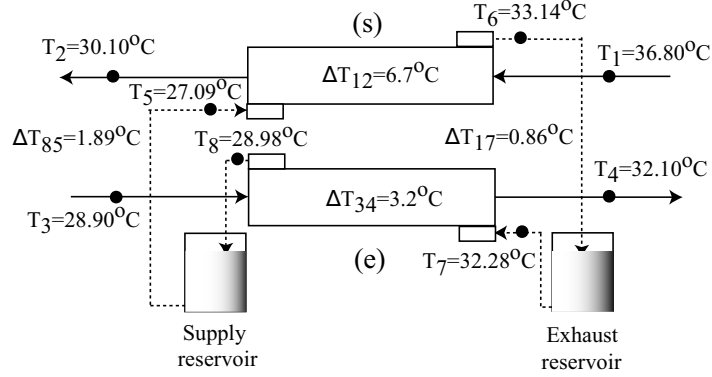 (s)
T6=33.14°C
T2=30.10°C
T1=36.80°C
ΔT12=6.7°C
T5=27.09°C
ΔT85=1.89°C
T8=28.98°C
ΔT17=0.86°C
T4=32.10°C
ΔT34=3.2°C
T3=28.90°C
(e)
T7=32.28°C
Supply
reservoir
Exhaust
reservoir